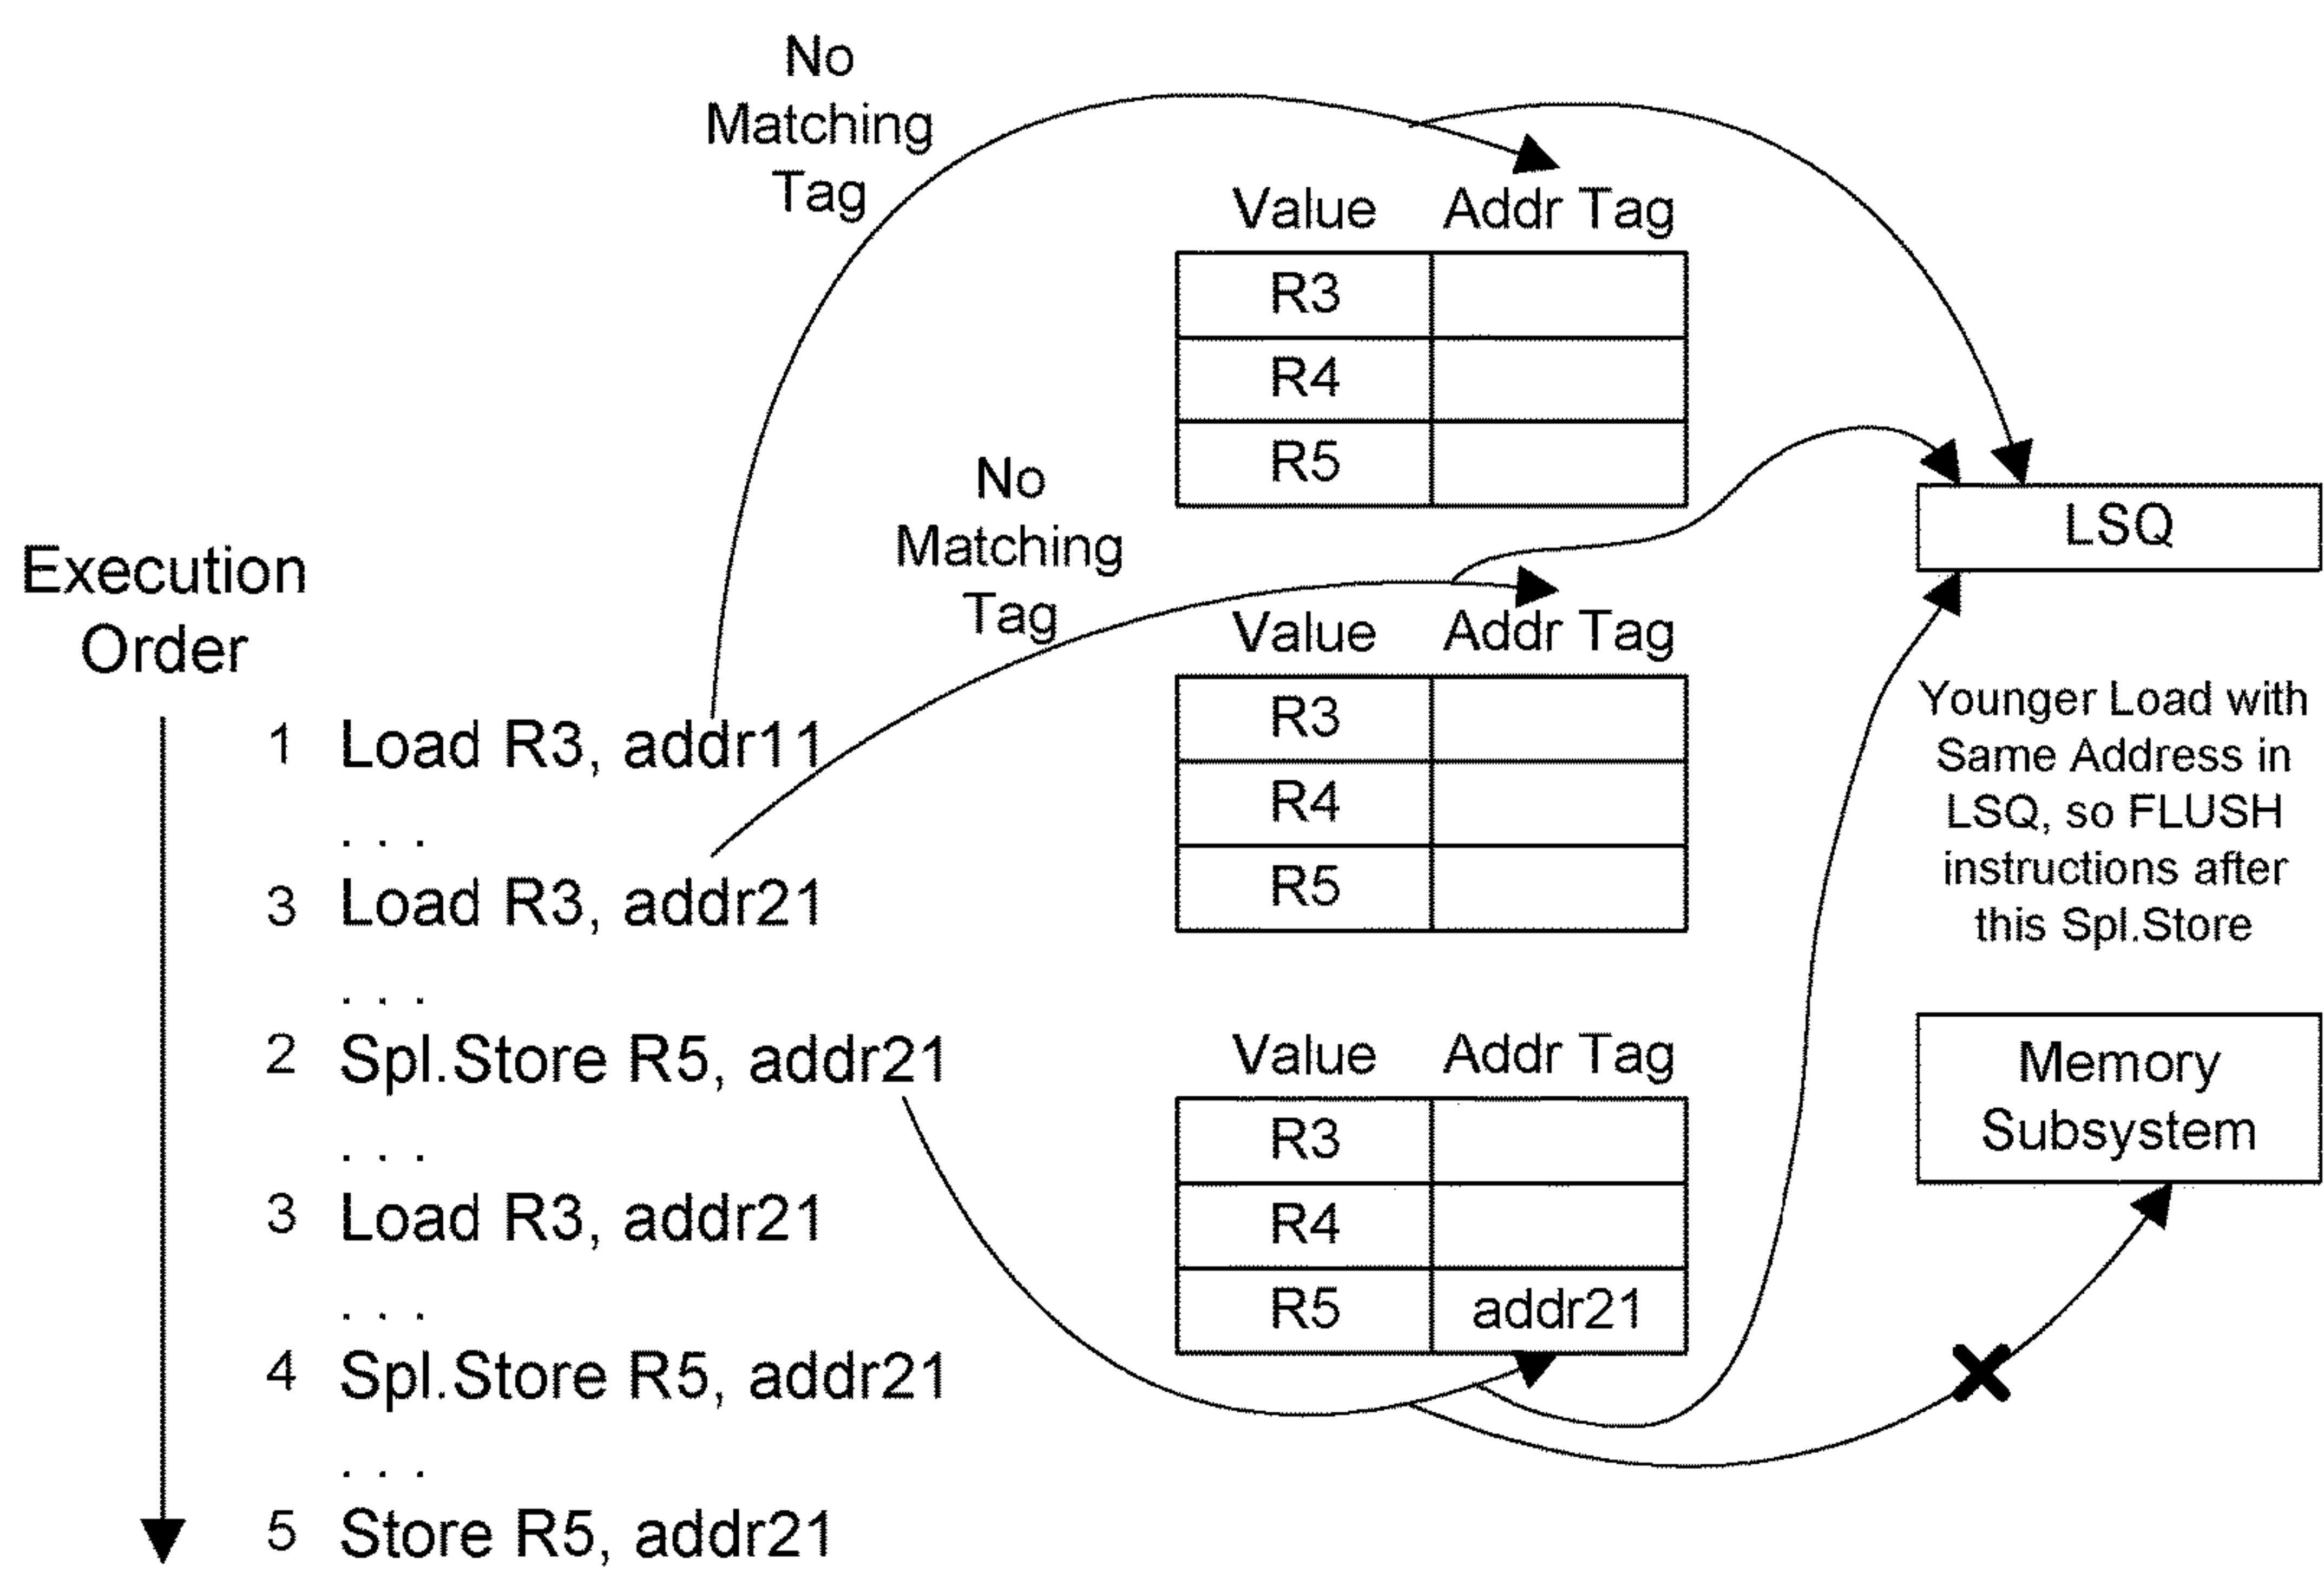 No
Matching
Tag
Value Addr Tag
R3
R4
R5
No
Matching
Tag
LSQ
Execution
Order
Value Addr Tag
R3
R4
R5
Younger Load with
Same Address in
LSQ, so FLUSH
instructions after
this Spl.Store
1 Load R3, addr11
. . .
3 Load R3, addr21
. . .
2 Spl.Store R5, addr21
. . .
3 Load R3, addr21
. . .
4 Spl.Store R5, addr21
. . .
5 Store R5, addr21
Value Addr Tag
R3
R4
R5 addr21
Memory
Subsystem